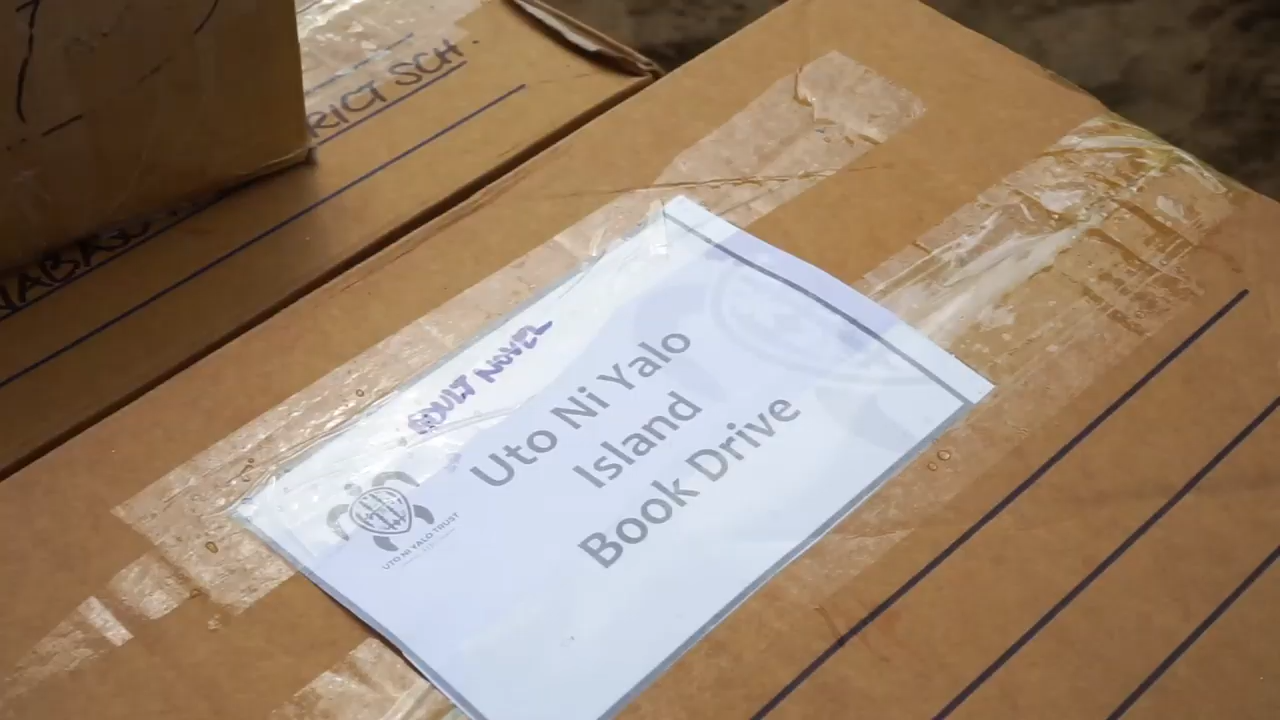 RICT SCH.
ADULT NOVEL
Uto Ni Yalo
Island
Book Drive
UTO NI YALO TRUST